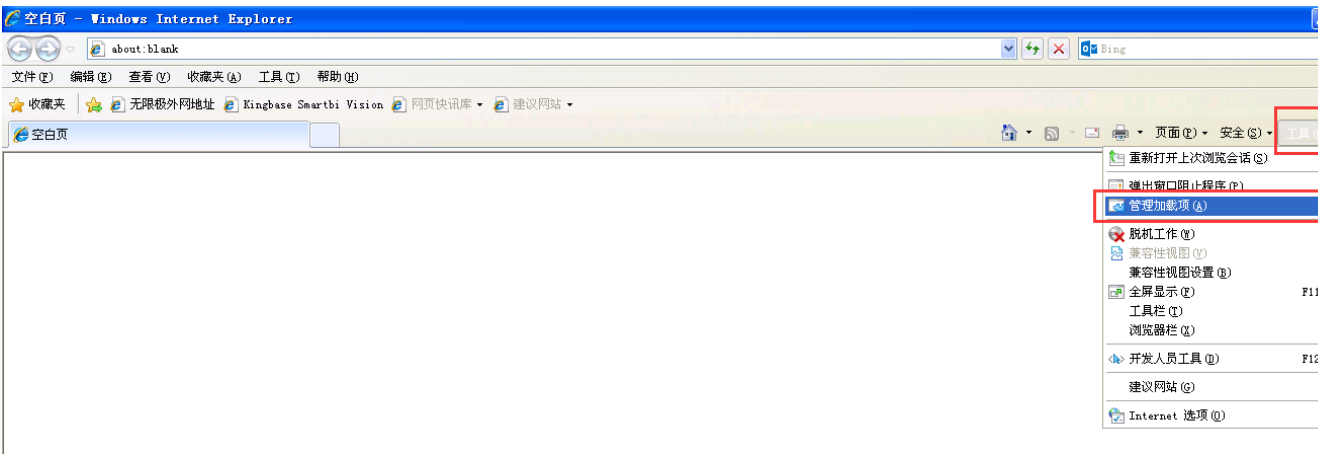 空白页 - Windows Internet Explorer
about:blank
Bing
文件(F) 编辑(E) 查看(V) 收藏夹(A) 工具(T) 帮助(H)
收藏夹 无限极外网地址 Kingbase Smartbi Vision 网页快讯库 建议网站
空白页
页面(P) 安全(S) 工具(
重新打开上次浏览会话(S)
弹出窗口阻止程序(P)
管理加载项(A)
脱机工作(W)
兼容性视图(V)
兼容性视图设置(B)
全屏显示(F) F11
工具栏(T)
浏览器栏(X)
开发人员工具(D) F12
建议网站(G)
Internet 选项(O)